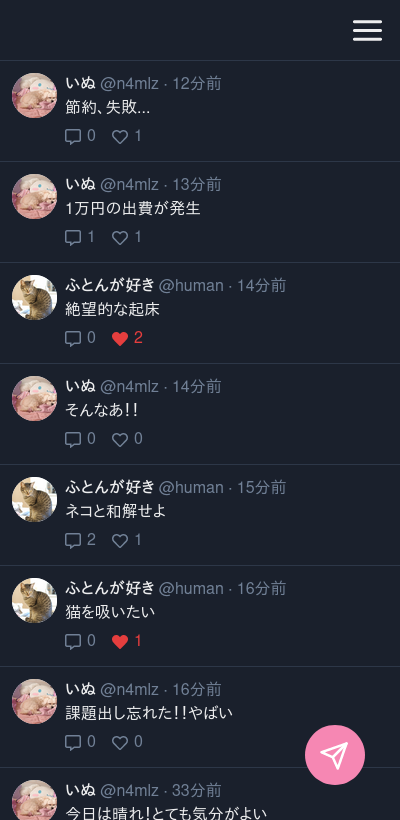 いぬ @n4mlz · 12分前
節約、失敗...
0 1
いぬ @n4mlz · 13分前
1万円の出費が発生
1 1
ふとんが好き @human · 14分前
絶望的な起床
0 2
いぬ @n4mlz · 14分前
そんなあ！！
0 0
ふとんが好き @human · 15分前
ネコと和解せよ
2 1
ふとんが好き @human · 16分前
猫を吸いたい
0 1
いぬ @n4mlz · 16分前
課題出し忘れた！！やばい
0 0
いぬ @n4mlz · 33分前
今日は晴れ！とても気分がよい